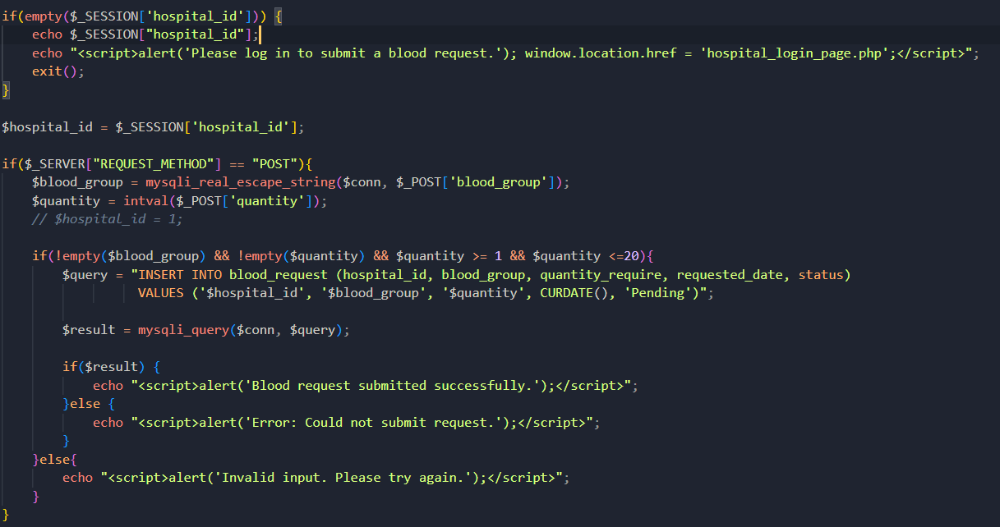 if(empty($_SESSION['hospital_id'])) {
    echo $_SESSION["hospital_id"];
    echo "<script>alert('Please log in to submit a blood request.'); window.location.href = 'hospital_login_page.php';</script>";
    exit();
}
$hospital_id = $_SESSION['hospital_id'];
if($_SERVER["REQUEST_METHOD"] == "POST"){
    $blood_group = mysqli_real_escape_string($conn, $_POST['blood_group']);
    $quantity = intval($_POST['quantity']);
    // $hospital_id = 1;
    if(!empty($blood_group) && !empty($quantity) && $quantity >= 1 && $quantity <=20){
        $query = "INSERT INTO blood_request (hospital_id, blood_group, quantity_require, requested_date, status)
                  VALUES ('$hospital_id', '$blood_group', '$quantity', CURDATE(), 'Pending')";
        $result = mysqli_query($conn, $query);
        if($result) {
            echo "<script>alert('Blood request submitted successfully.');</script>";
        }else {
            echo "<script>alert('Error: Could not submit request.');</script>";
        }
    }else{
        echo "<script>alert('Invalid input. Please try again.');</script>";
    }
}